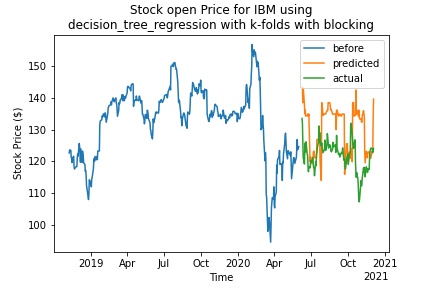 Stock open Price for IBM using
decision_tree_regression with k-folds with blocking
before
predicted
actual
Stock Price ($)
150
140
130
120
110
100
2019 Apr Jul Oct 2020 Apr Jul Oct 2021
2021
Time